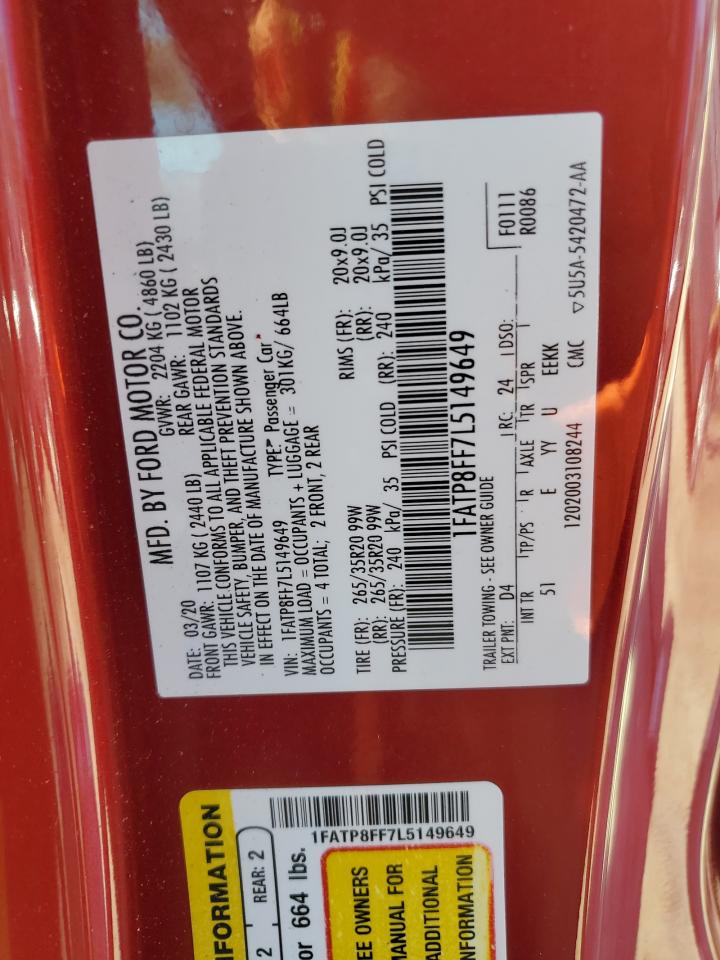 MFD. BY FORD MOTOR CO.
DATE: 03/20 GVWR: 2204 KG ( 4860 LB)
FRONT GAWR: 1107 KG ( 2440 LB) REAR GAWR: 1102 KG ( 2430 LB)
THIS VEHICLE CONFORMS TO ALL APPLICABLE FEDERAL MOTOR
VEHICLE SAFETY, BUMPER, AND THEFT PREVENTION STANDARDS
IN EFFECT ON THE DATE OF MANUFACTURE SHOWN ABOVE.
VIN: 1FATP8FF7L5149649 TYPE: Passenger Car
MAXIMUM LOAD = OCCUPANTS + LUGGAGE = 301KG/ 664LB
OCCUPANTS = 4 TOTAL; 2 FRONT, 2 REAR
TIRE (FR): 265/35R20 99W RIMS (FR): 20x9.0J
(RR): 265/35R20 99W (RR): 20x9.0J
PRESSURE (FR): 240 kPa/ 35 PSI COLD (RR): 240 kPa/ 35 PSI COLD
1FATP8FF7L5149649
TRAILER TOWING - SEE OWNER GUIDE
EXT PNT: D4 RC: 24 DSO: F0111
INT TR TP/PS R AXLE TR SPR R0086
51 E YY U EEKK
1202003108244 CMC ▽5U5A-5420472-AA
NFORMATION
2 REAR: 2
or 664 lbs.
1FATP8FF7L5149649
EE OWNERS
MANUAL FOR
ADDITIONAL
NFORMATION